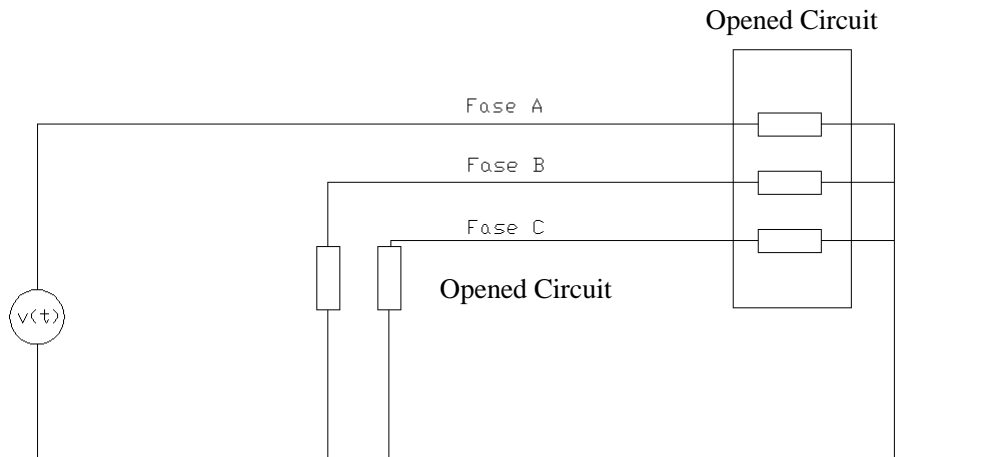 Opened Circuit
Fase A
Fase B
Fase C
Opened Circuit
v(t)